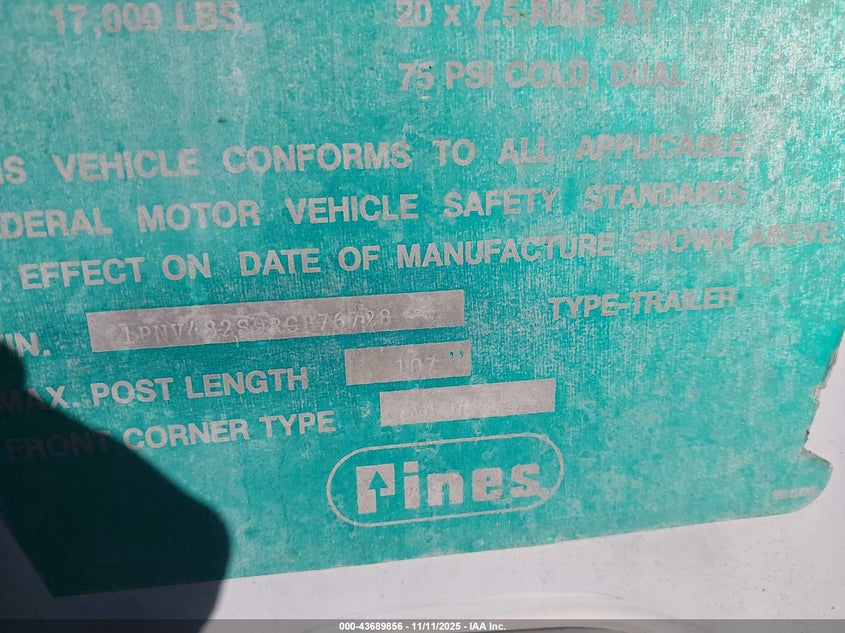 17,000 LBS. 20 x 7.5 RIMS AT
75 PSI COLD, DUAL
VEHICLE CONFORMS TO ALL APPLICABLE
MOTOR VEHICLE SAFETY STANDARDS
EFFECT ON DATE OF MANUFACTURE SHOWN ABOVE.
TYPE-TRAILER
MAX. POST LENGTH 107"
FRONT CORNER TYPE
Pines
000-43689856 - 11/11/2025 - IAA Inc.